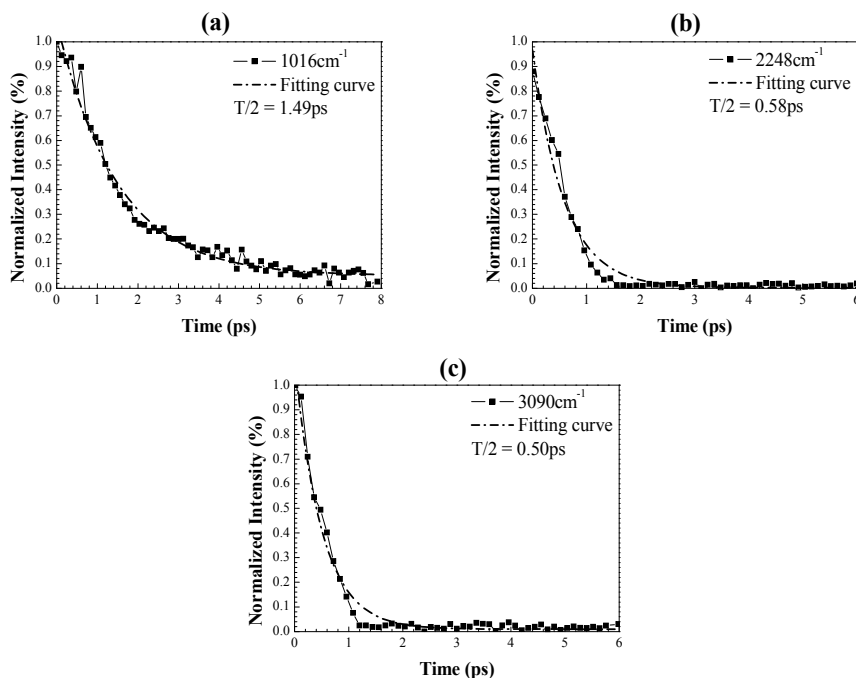 (a)
1.0
0.9
0.8
0.7
0.6
0.5
0.4
0.3
0.2
0.1
0.0
Normalized Intensity (%)
1016cm⁻¹
Fitting curve
T/2 = 1.49ps
0 1 2 3 4 5 6 7 8
Time (ps)
(b)
1.0
0.9
0.8
0.7
0.6
0.5
0.4
0.3
0.2
0.1
0.0
Normalized Intensity (%)
2248cm⁻¹
Fitting curve
T/2 = 0.58ps
0 1 2 3 4 5 6
Time (ps)
(c)
1.0
0.9
0.8
0.7
0.6
0.5
0.4
0.3
0.2
0.1
0.0
Normalized Intensity (%)
3090cm⁻¹
Fitting curve
T/2 = 0.50ps
0 1 2 3 4 5 6
Time (ps)